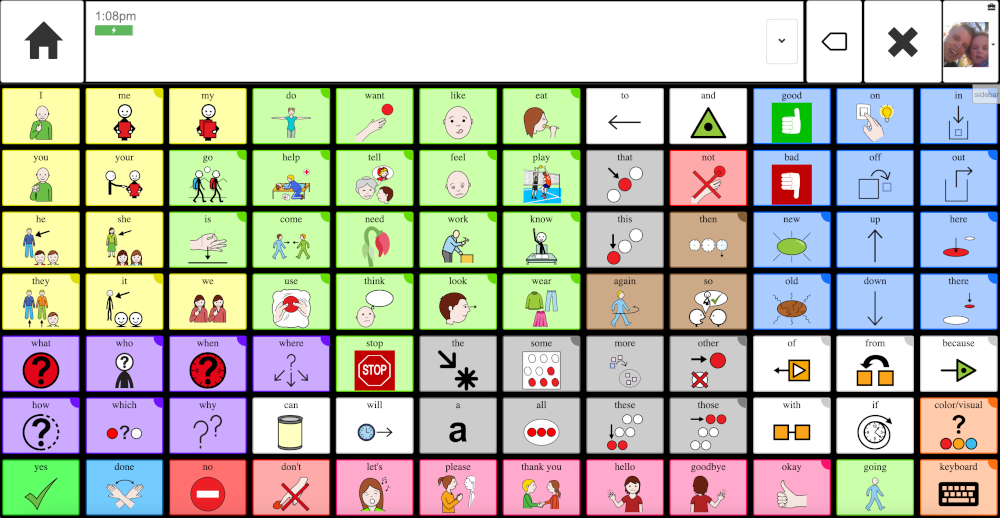 1:08pm
I me my do want like eat to and good on in
sidebar
you your go help tell feel play that not bad off out
he she is come need work know this then new up here
they it we use think look wear again so old down there
what who when where stop the some more other of from because
STOP
how which why can will a all these those with if color/visual
a
yes done no don't let's please thank you hello goodbye okay going keyboard